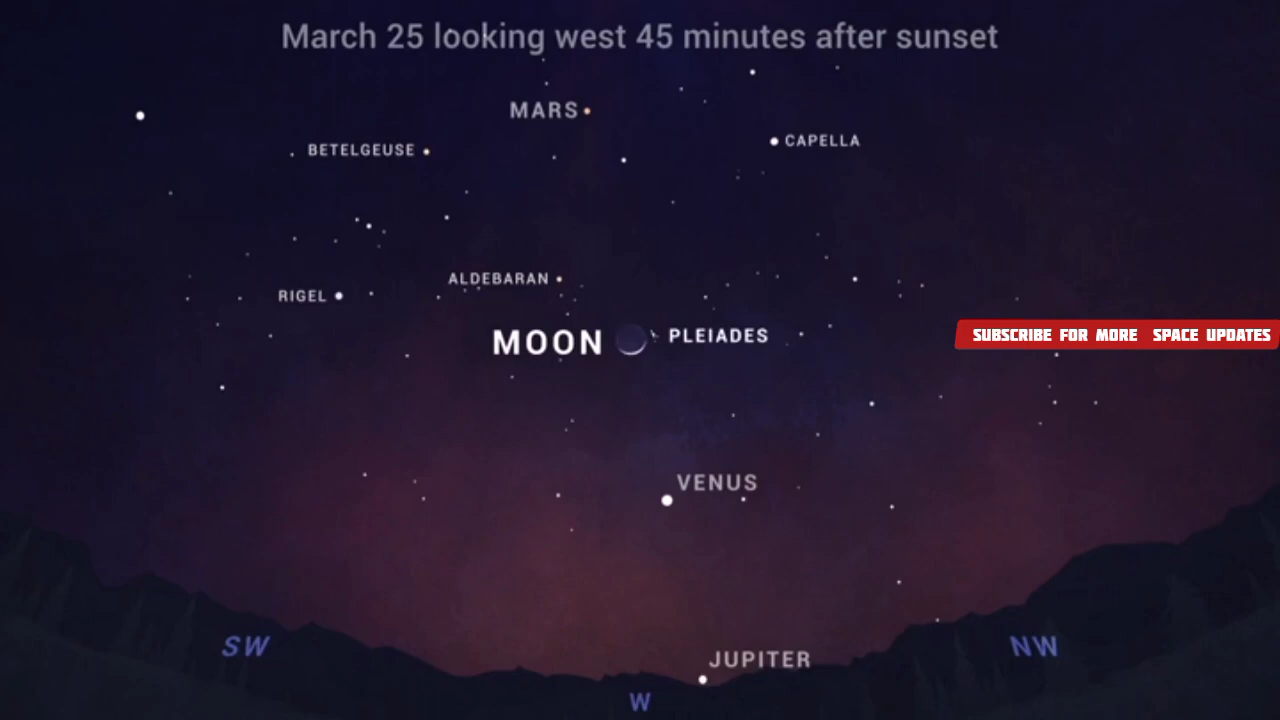 March 25 looking west 45 minutes after sunset
MARS
CAPELLA
BETELGEUSE
ALDEBARAN
RIGEL
MOON
PLEIADES
SUBSCRIBE FOR MORE SPACE UPDATES
VENUS
SW
NW
JUPITER
W